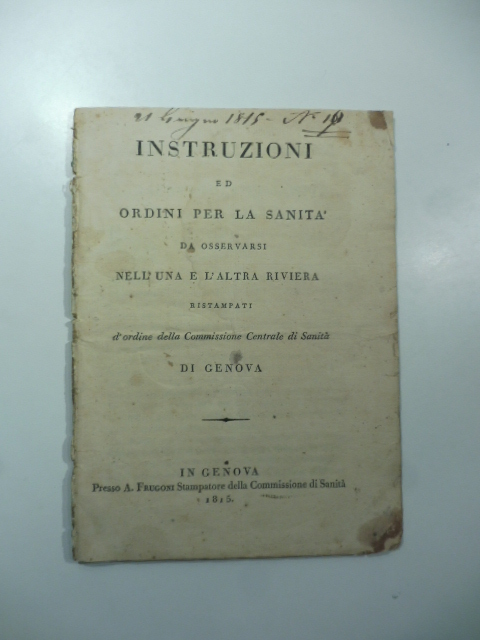 21 Giugno 1815 - N.º 19
INSTRUZIONI
ED
ORDINI PER LA SANITA'
DA OSSERVARSI
NELL'UNA E L'ALTRA RIVIERA
RISTAMPATI
d'ordine della Commissione Centrale di Sanità
DI GENOVA
IN GENOVA
Presso A. FRUGONI Stampatore della Commissione di Sanità
1815.